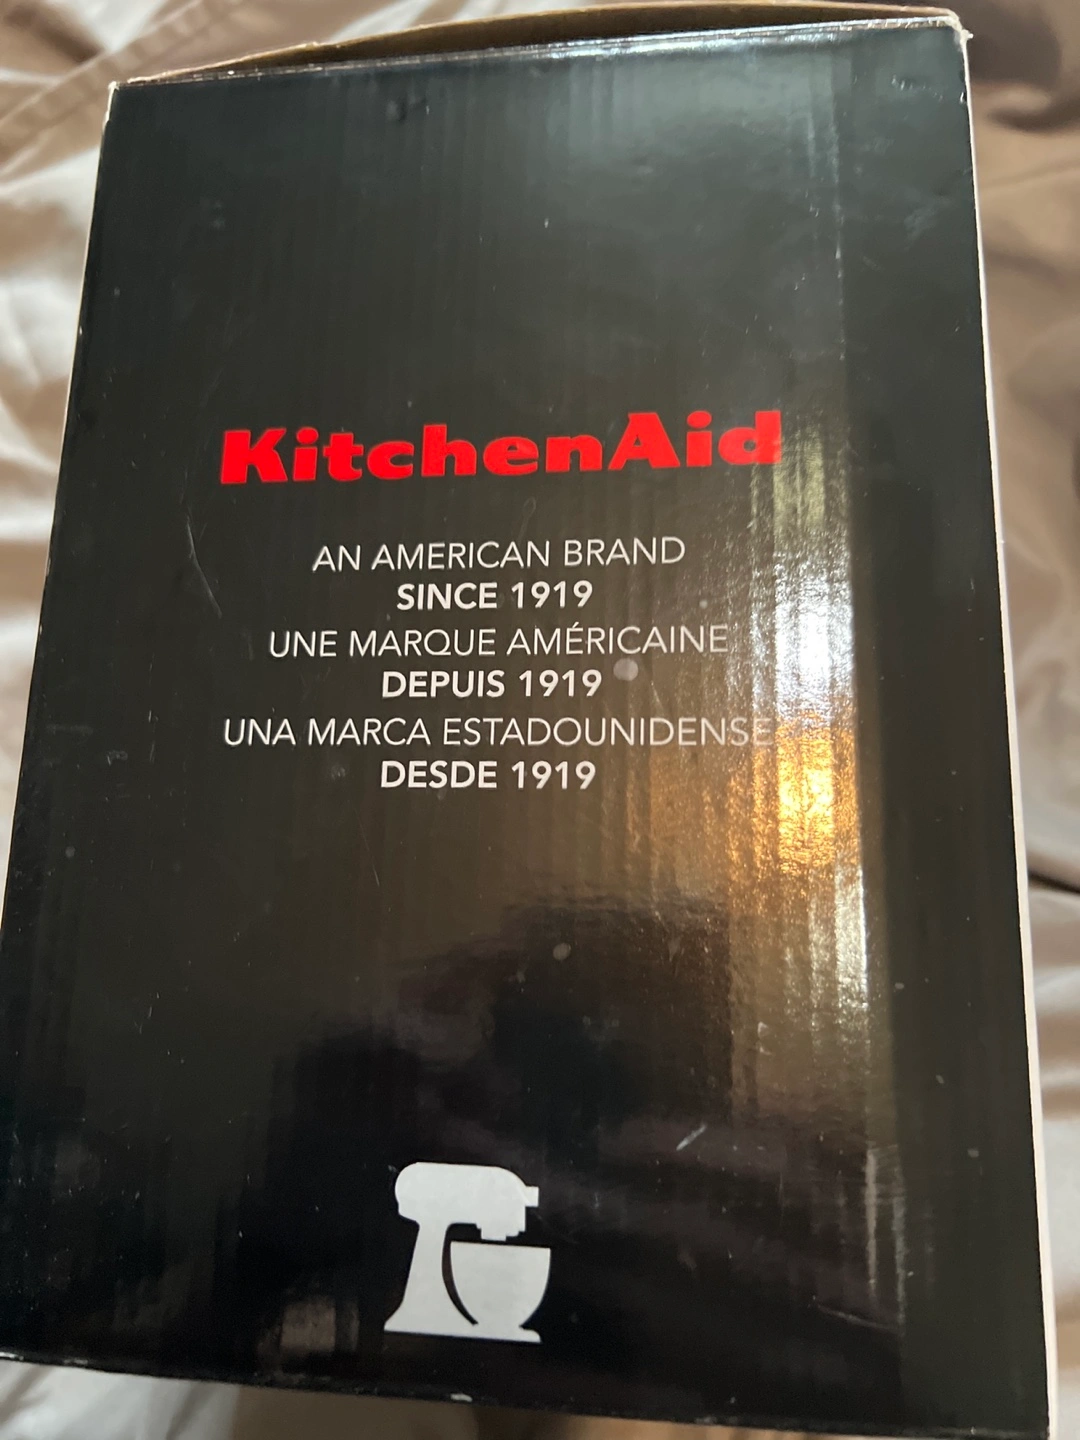 KitchenAid
AN AMERICAN BRAND
SINCE 1919
UNE MARQUE AMÉRICAINE
DEPUIS 1919
UNA MARCA ESTADOUNIDENSE
DESDE 1919